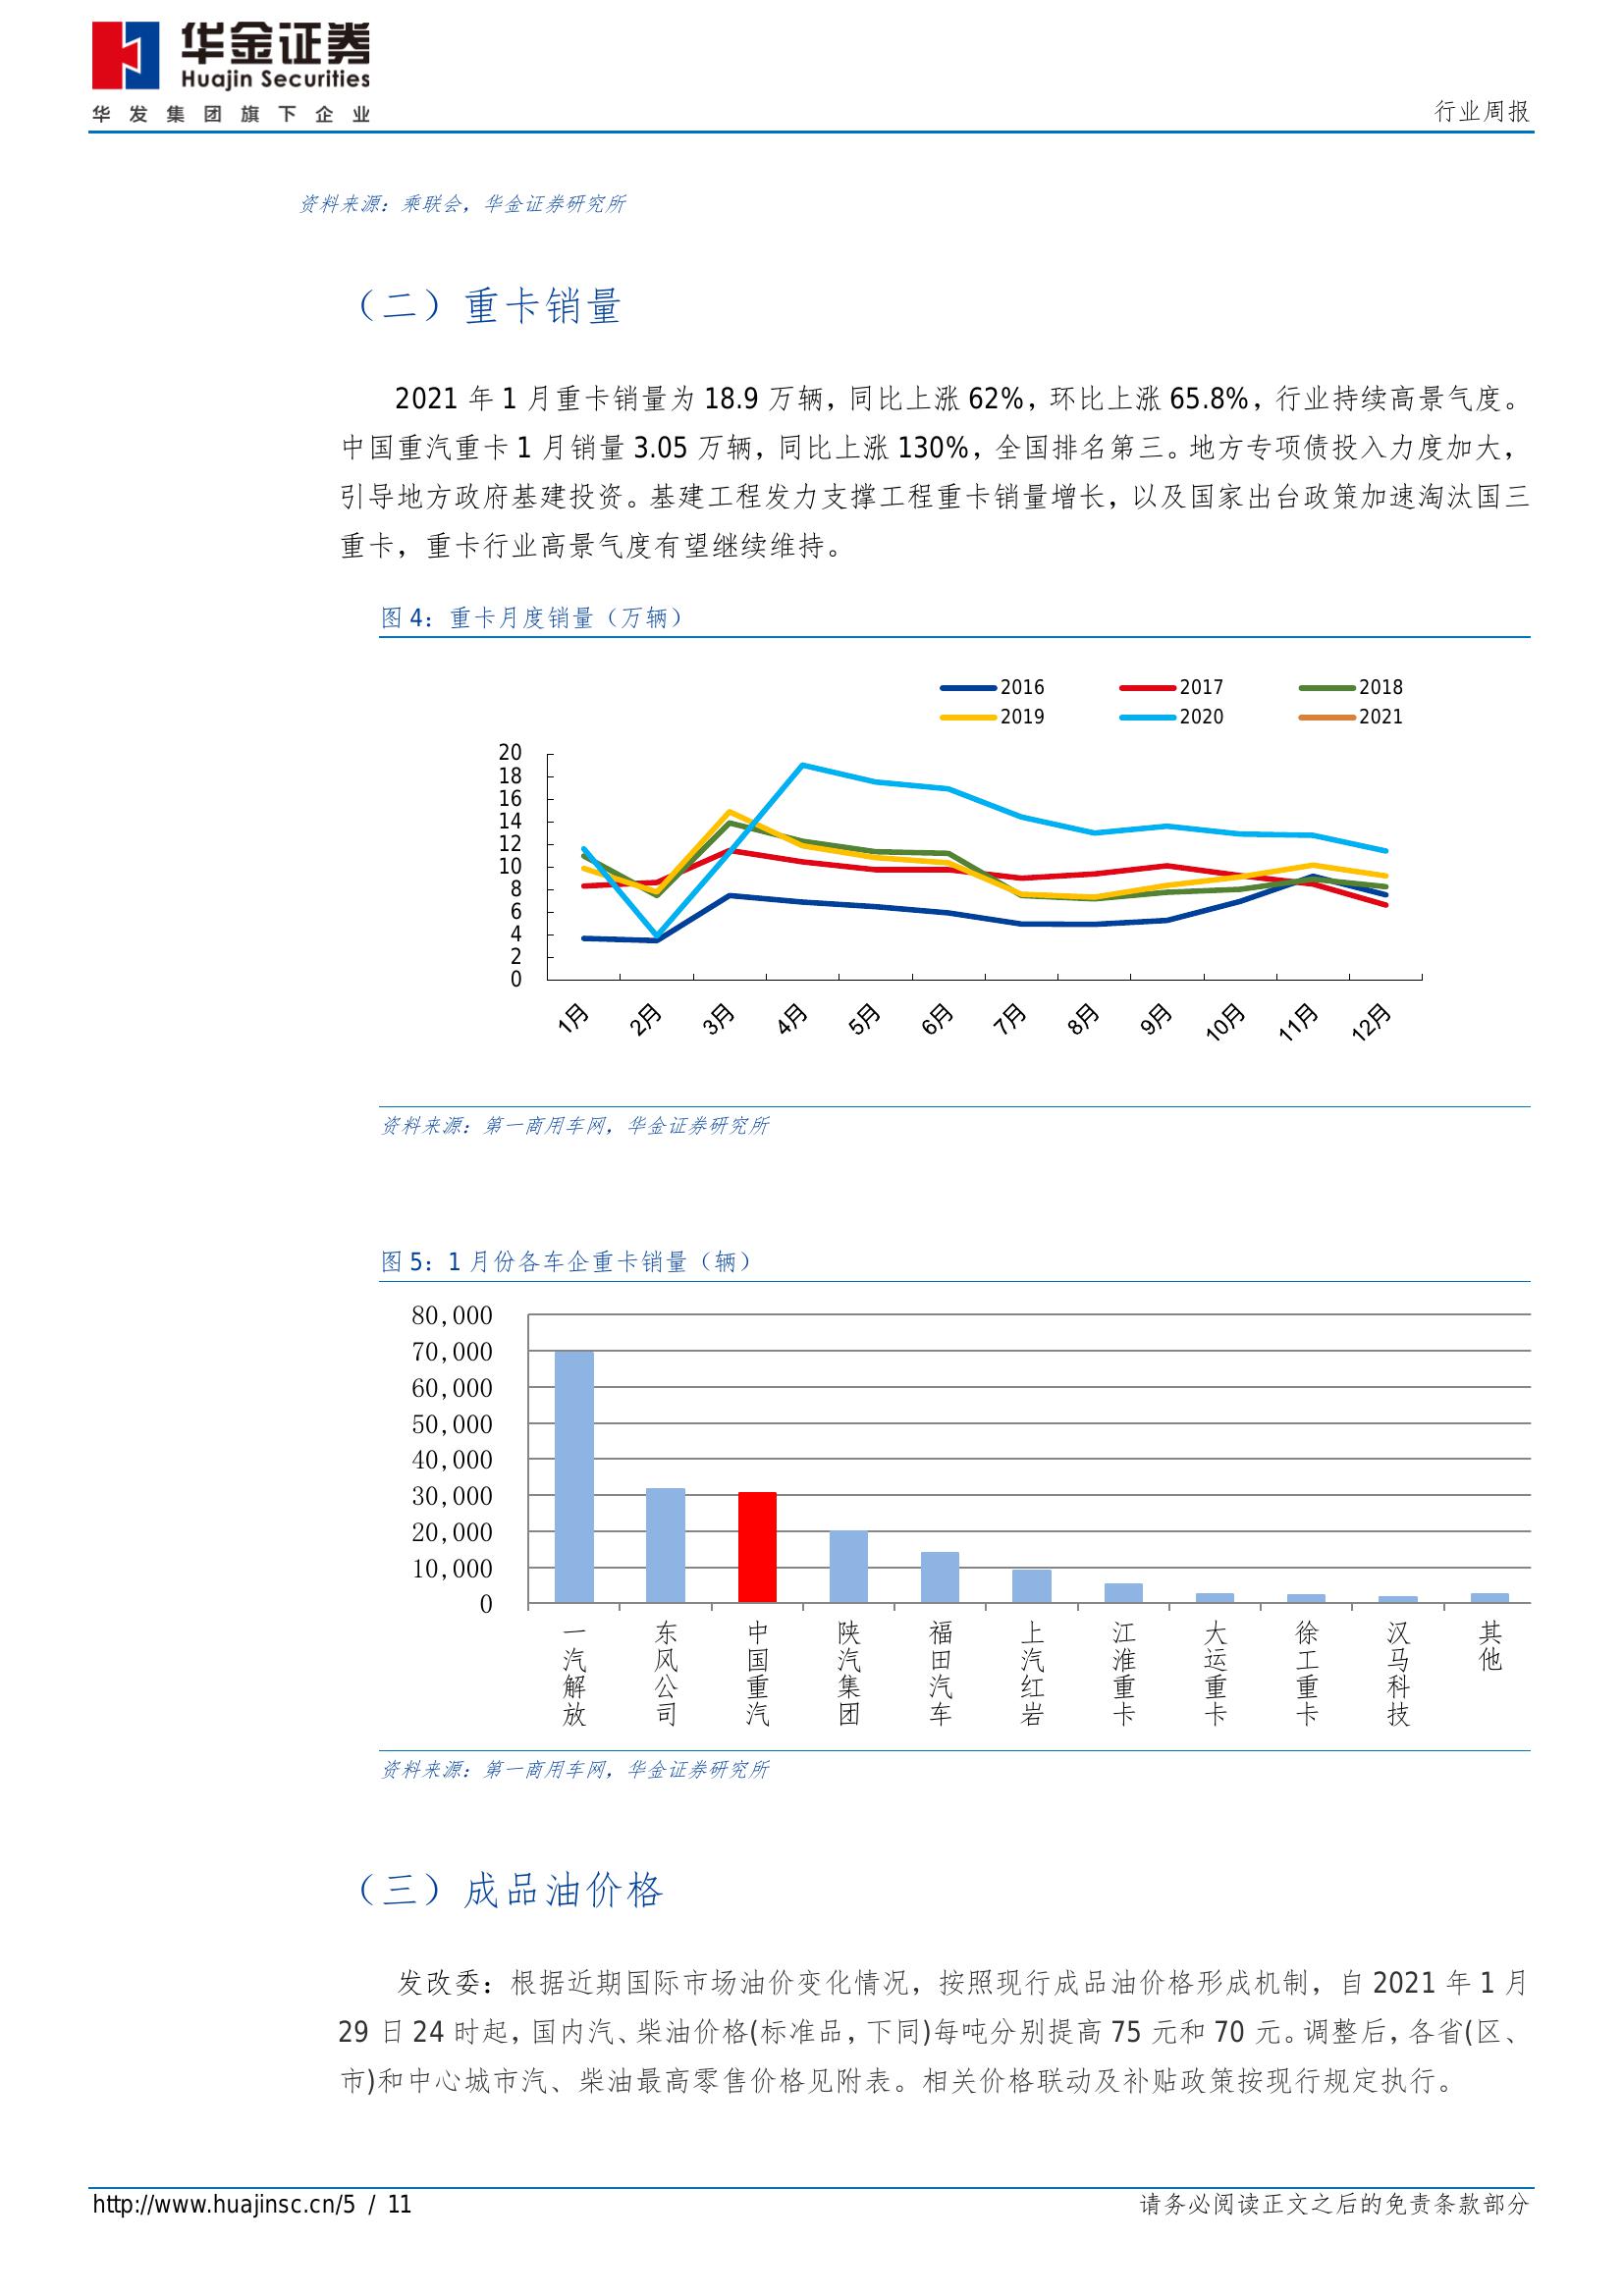 华金证券
Huajin Securities
华发集团旗下企业
行业周报
资料来源：乘联会，华金证券研究所
（二）重卡销量
2021 年 1 月重卡销量为 18.9 万辆，同比上涨 62%，环比上涨 65.8%，行业持续高景气度。
中国重汽重卡 1 月销量 3.05 万辆，同比上涨 130%，全国排名第三。地方专项债投入力度加大，
引导地方政府基建投资。基建工程发力支撑工程重卡销量增长，以及国家出台政策加速淘汰国三
重卡，重卡行业高景气度有望继续维持。
图 4：重卡月度销量（万辆）
2016 2017 2018
2019 2020 2021
20
18
16
14
12
10
8
6
4
2
0
1月 2月 3月 4月 5月 6月 7月 8月 9月 10月 11月 12月
资料来源：第一商用车网，华金证券研究所
图 5：1 月份各车企重卡销量（辆）
80,000
70,000
60,000
50,000
40,000
30,000
20,000
10,000
0
一汽解放 东风公司 中国重汽 陕汽集团 福田汽车 上汽红岩 江淮重卡 大运重卡 徐工重卡 汉马科技 其他
资料来源：第一商用车网，华金证券研究所
（三）成品油价格
发改委：根据近期国际市场油价变化情况，按照现行成品油价格形成机制，自 2021 年 1 月
29 日 24 时起，国内汽、柴油价格(标准品，下同)每吨分别提高 75 元和 70 元。调整后，各省(区、
市)和中心城市汽、柴油最高零售价格见附表。相关价格联动及补贴政策按现行规定执行。
http://www.huajinsc.cn/5 / 11
请务必阅读正文之后的免责条款部分